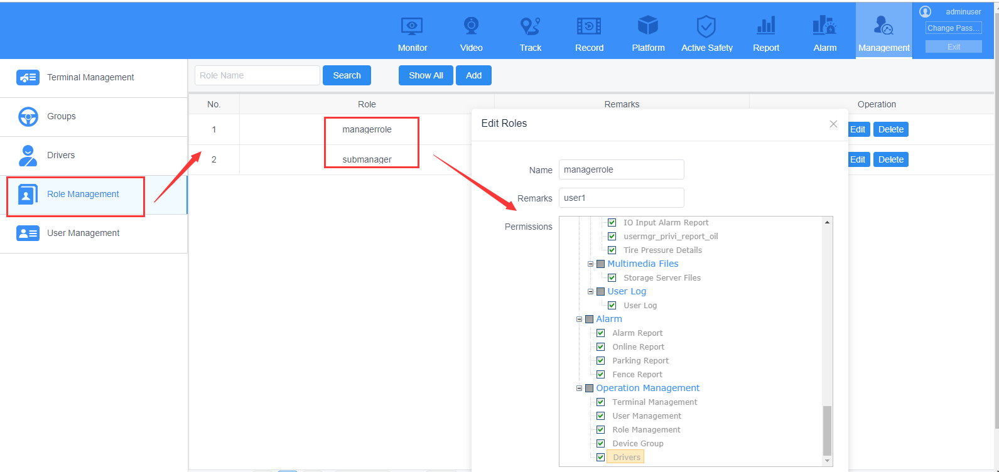 adminuser
Change Pass...
Exit
Monitor
Video
Track
Record
Platform
Active Safety
Report
Alarm
Management
Terminal Management
Groups
Drivers
Role Management
User Management
Role Name
Search
Show All
Add
No.
Role
Remarks
Operation
1
managerrole
Edit
Delete
2
submanager
Edit
Delete
Edit Roles
Name
managerrole
Remarks
user1
Permissions
IO Input Alarm Report
usermgr_privi_report_oil
Tire Pressure Details
Multimedia Files
Storage Server Files
User Log
User Log
Alarm
Alarm Report
Online Report
Parking Report
Fence Report
Operation Management
Terminal Management
User Management
Role Management
Device Group
Drivers